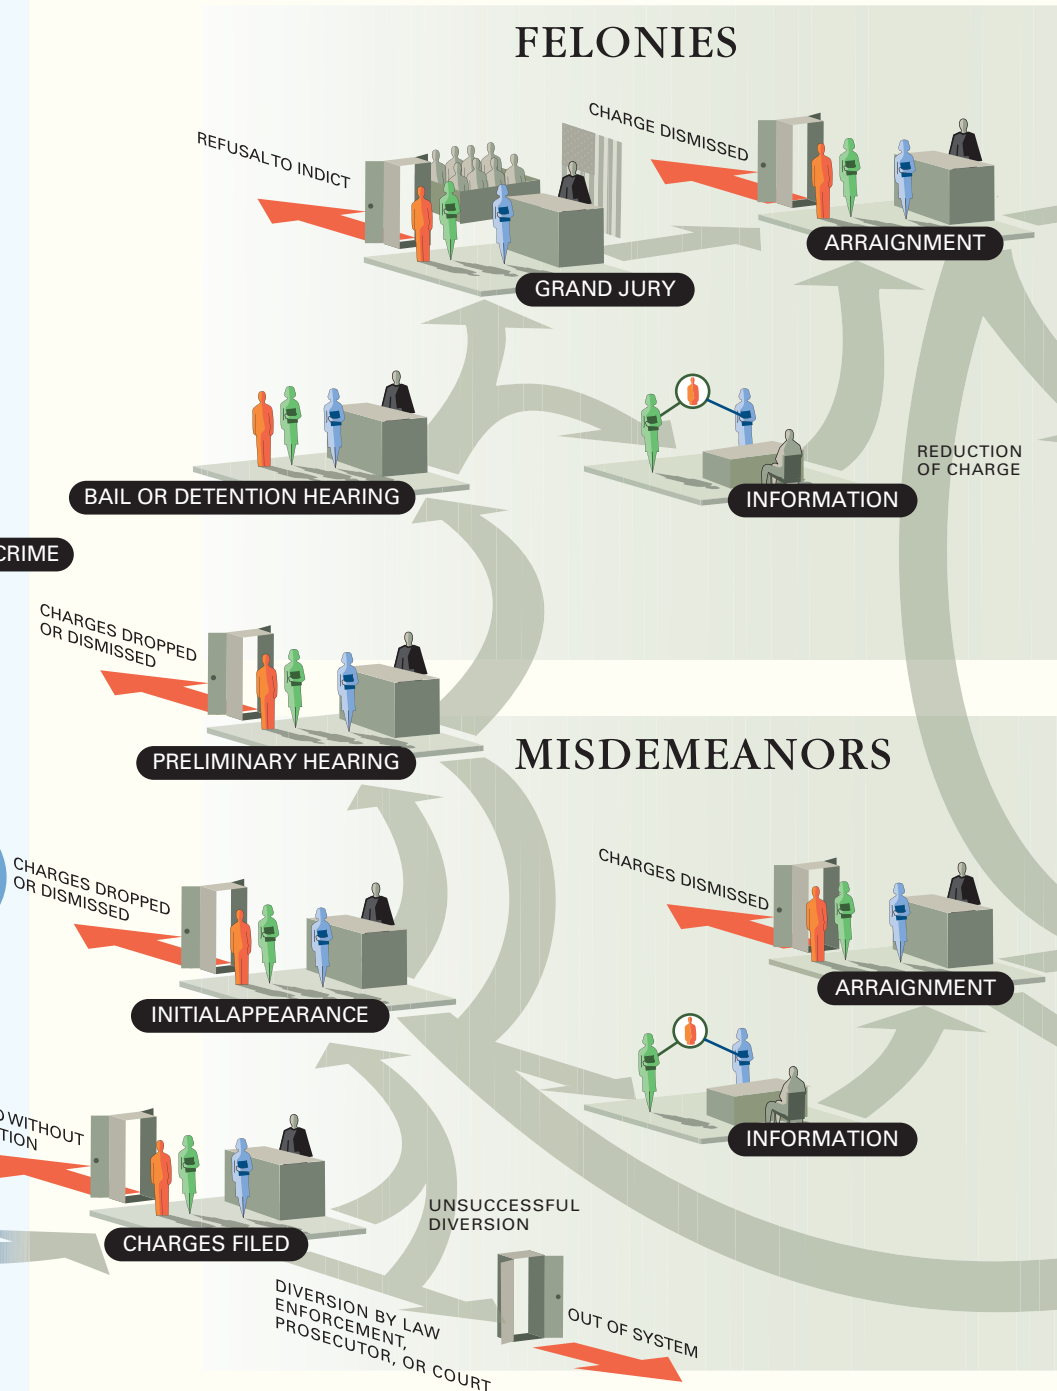 FELONIES
CHARGE DISMISSED
REFUSAL TO INDICT
ARRAIGNMENT
GRAND JURY
REDUCTION
OF CHARGE
BAIL OR DETENTION HEARING
INFORMATION
CRIME
CHARGES DROPPED
OR DISMISSED
MISDEMEANORS
PRELIMINARY HEARING
CHARGES DROPPED
OR DISMISSED
CHARGES DISMISSED
ARRAIGNMENT
INITIALAPPEARANCE
WITHOUT
INFORMATION
UNSUCCESSFUL
DIVERSION
CHARGES FILED
DIVERSION BY LAW
ENFORCEMENT,
PROSECUTOR, OR COURT
OUT OF SYSTEM